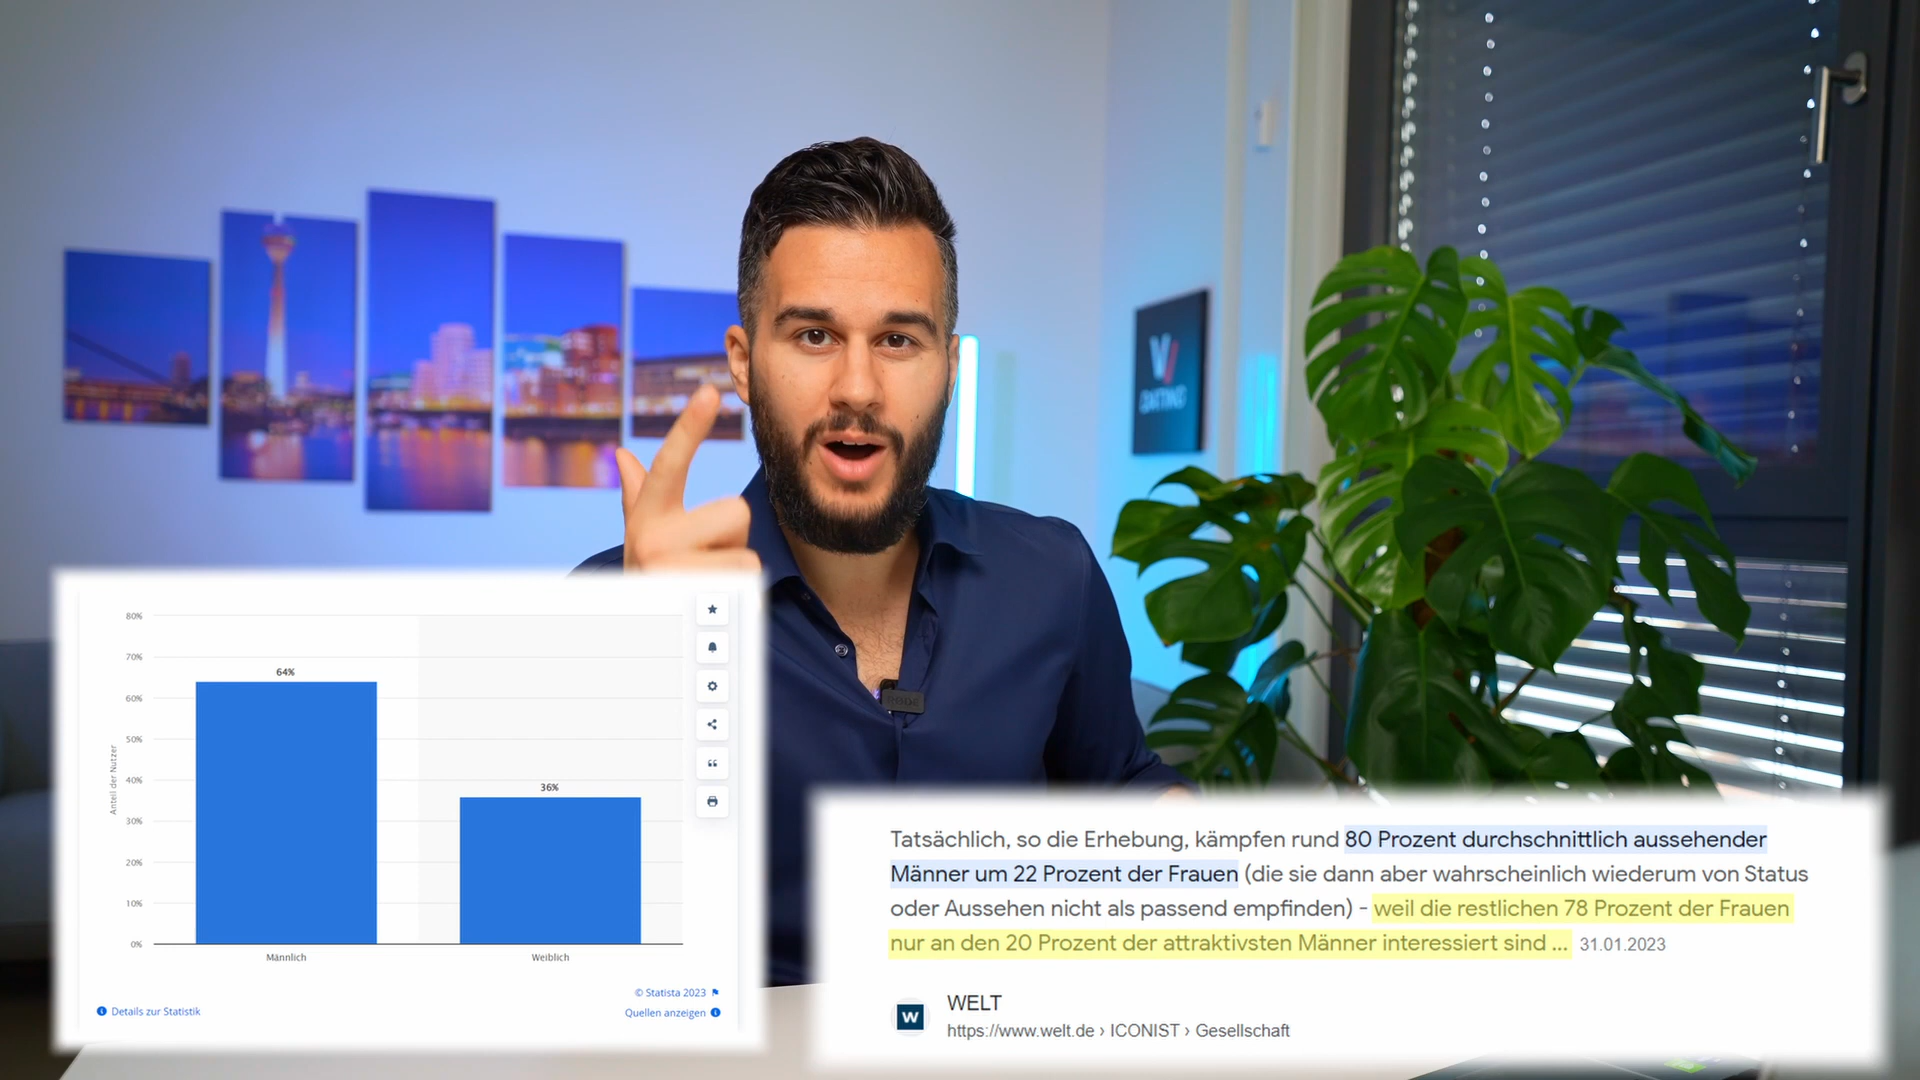 80%
70%
60%
50%
40%
30%
20%
10%
0%
Anteil der Nutzer
64%
36%
Männlich
Weiblich
© Statista 2023
Details zur Statistik
Quellen anzeigen
RODE
Tatsächlich, so die Erhebung, kämpfen rund 80 Prozent durchschnittlich aussehender
Männer um 22 Prozent der Frauen (die sie dann aber wahrscheinlich wiederum von Status
oder Aussehen nicht als passend empfinden) - weil die restlichen 78 Prozent der Frauen
nur an den 20 Prozent der attraktivsten Männer interessiert sind ... 31.01.2023
W
WELT
https://www.welt.de › ICONIST › Gesellschaft